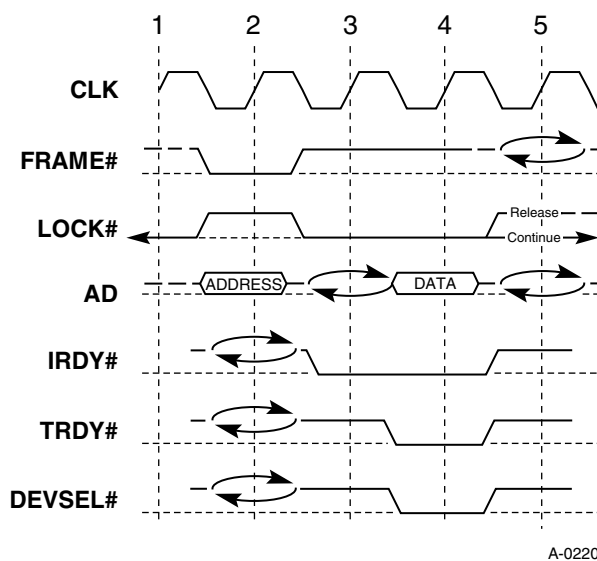 1 2 3 4 5
CLK
FRAME#
LOCK#
Release
Continue
AD
ADDRESS
DATA
IRDY#
TRDY#
DEVSEL#
A-0220